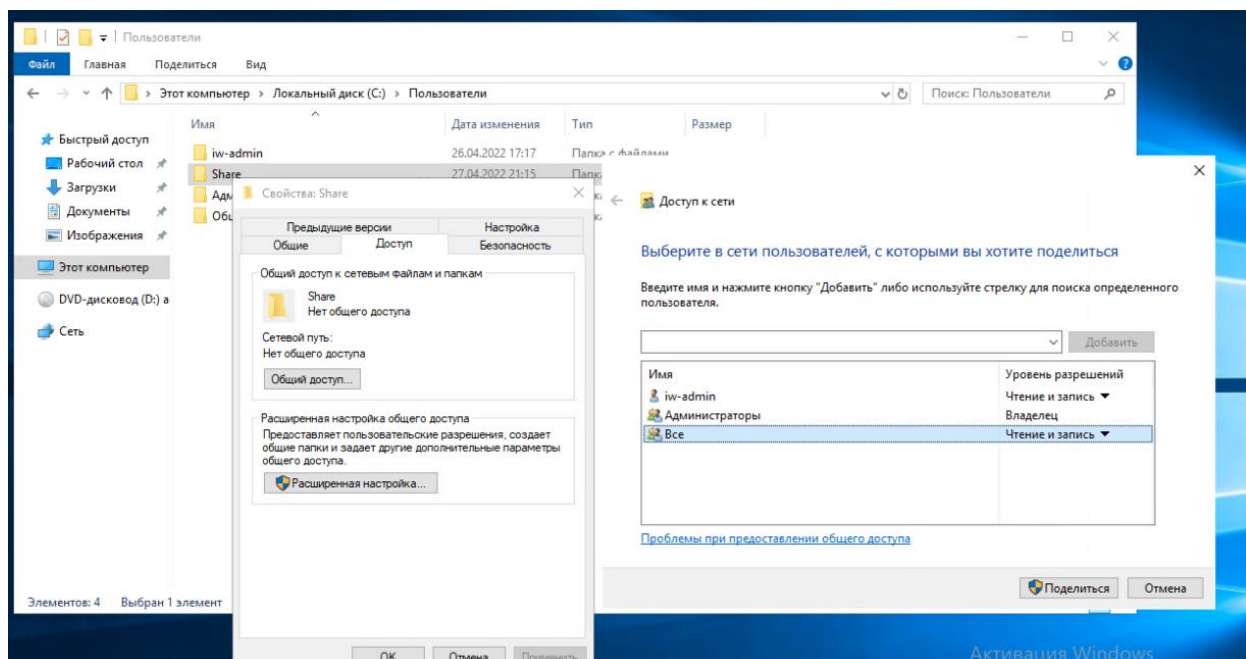 Пользователи
Файл Главная Поделиться Вид
Этот компьютер › Локальный диск (C:) › Пользователи
Поиск: Пользователи
Имя Дата изменения Тип Размер
Быстрый доступ
Рабочий стол
Загрузки
Документы
Изображения
Этот компьютер
DVD-дисковод (D:) a
Сеть
iw-admin 26.04.2022 17:17 Папка с файлами
Share 27.04.2022 21:15
Элементов: 4 Выбран 1 элемент
Свойства: Share
Предыдущие версии Настройка
Общие Доступ Безопасность
Общий доступ к сетевым файлам и папкам
Share
Нет общего доступа
Сетевой путь:
Нет общего доступа
Общий доступ...
Расширенная настройка общего доступа
Предоставляет пользовательские разрешения, создает
общие папки и задает другие дополнительные параметры
общего доступа.
Расширенная настройка...
OK Отмена Применить
Доступ к сети
Выберите в сети пользователей, с которыми вы хотите поделиться
Введите имя и нажмите кнопку "Добавить" либо используйте стрелку для поиска определенного
пользователя.
Добавить
Имя Уровень разрешений
iw-admin Чтение и запись
Администраторы Владелец
Все Чтение и запись
Проблемы при предоставлении общего доступа
Поделиться Отмена
Активация Windows